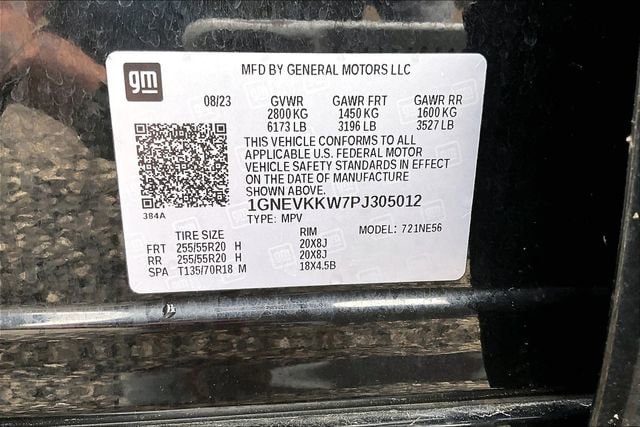 gm
MFD BY GENERAL MOTORS LLC
08/23 GVWR GAWR FRT GAWR RR
2800 KG 1450 KG 1600 KG
6173 LB 3196 LB 3527 LB
THIS VEHICLE CONFORMS TO ALL
APPLICABLE U.S. FEDERAL MOTOR
VEHICLE SAFETY STANDARDS IN EFFECT
ON THE DATE OF MANUFACTURE
SHOWN ABOVE.
384A
1GNEVKKW7PJ305012
TYPE: MPV
MODEL: 721NE56
TIRE SIZE RIM
FRT 255/55R20 H 20X8J
RR 255/55R20 H 20X8J
SPA T135/70R18 M 18X4.5B